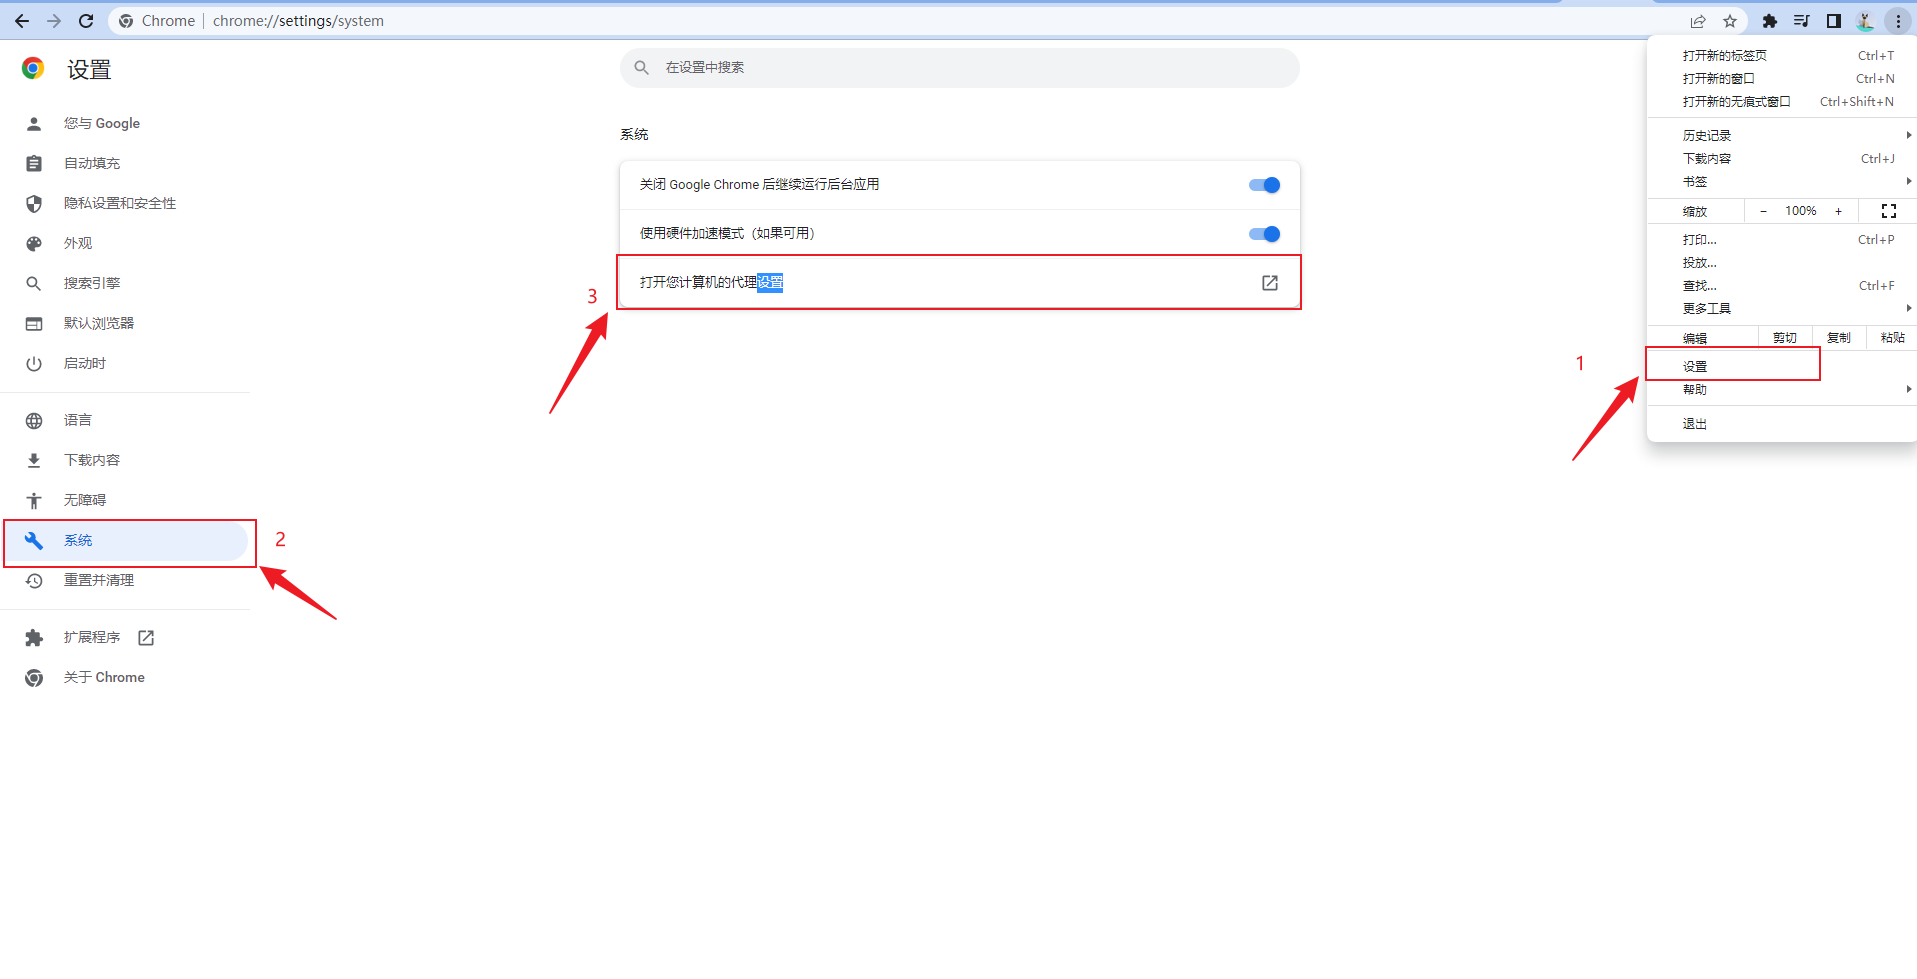 Chrome | chrome://settings/system
设置
在设置中搜索
您与 Google
自动填充
隐私设置和安全性
外观
搜索引擎
默认浏览器
启动时
语言
下载内容
无障碍
系统
2
重置并清理
扩展程序
关于 Chrome
系统
关闭 Google Chrome 后继续运行后台应用
使用硬件加速模式（如果可用）
打开您计算机的代理设置
3
1
打开新的标签页 Ctrl+T
打开新的窗口 Ctrl+N
打开新的无痕式窗口 Ctrl+Shift+N
历史记录
下载内容 Ctrl+J
书签
缩放 − 100% +
打印... Ctrl+P
投放...
查找... Ctrl+F
更多工具
编辑 剪切 复制 粘贴
设置
帮助
退出